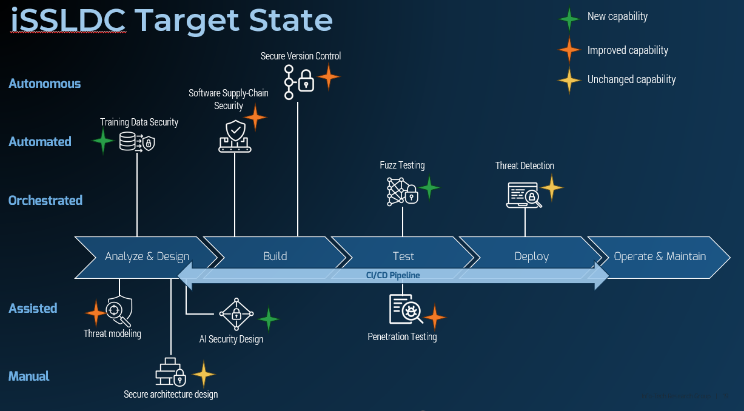 iSSLDC Target State
New capability
Improved capability
Unchanged capability
Secure Version Control
Autonomous
Software Supply-Chain
Security
Training Data Security
Automated
Fuzz Testing
Threat Detection
Orchestrated
Analyze & Design
Build
Test
Deploy
Operate & Maintain
CI/CD Pipeline
Assisted
Threat modeling
AI Security Design
Penetration Testing
Manual
Secure architecture design